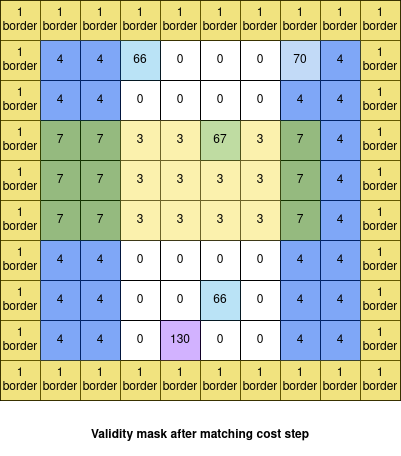 1 1 1 1 1 1 1 1 1 1
border border border border border border border border border border
1 border 4 4 66 0 0 0 70 4 1 border
1 border 4 4 0 0 0 0 4 4 1 border
1 border 7 7 3 3 67 3 7 4 1 border
1 border 7 7 3 3 3 3 7 4 1 border
1 border 7 7 3 3 3 3 7 4 1 border
1 border 4 4 0 0 0 0 4 4 1 border
1 border 4 4 0 0 66 0 4 4 1 border
1 border 4 4 0 130 0 0 4 4 1 border
1 1 1 1 1 1 1 1 1 1
border border border border border border border border border border
Validity mask after matching cost step